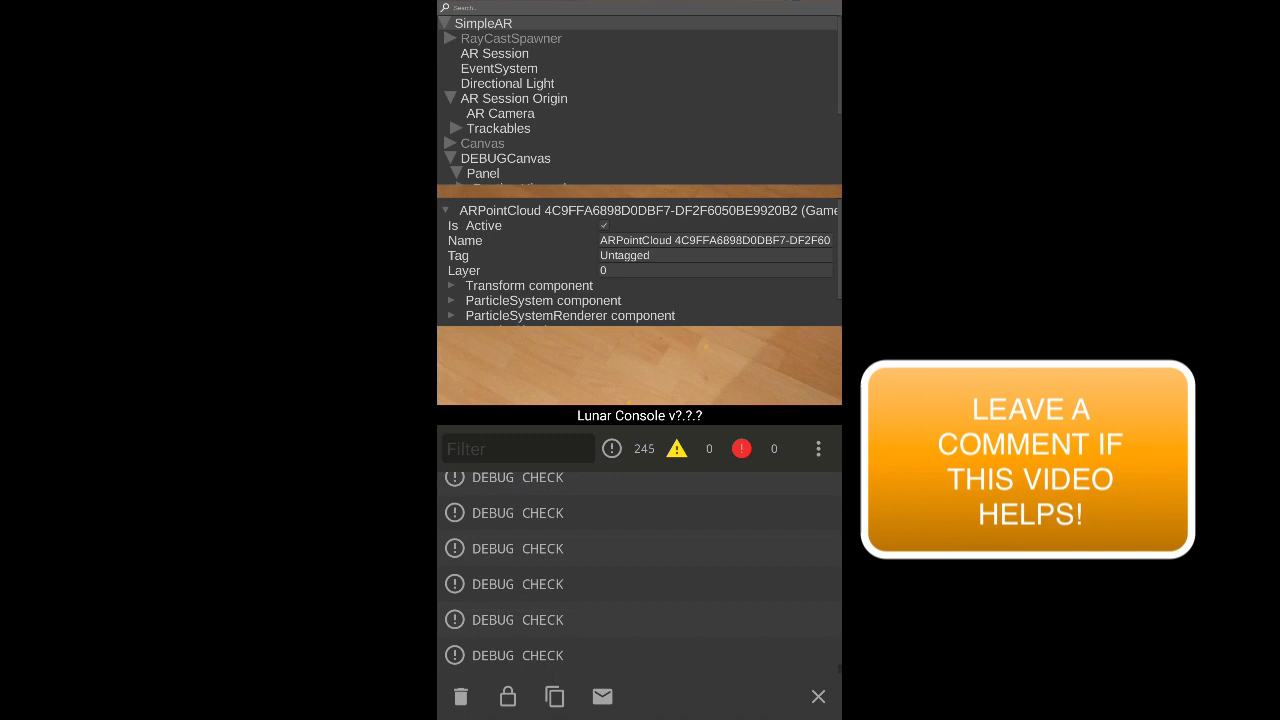 Search...
SimpleAR
RayCastSpawner
AR Session
EventSystem
Directional Light
AR Session Origin
AR Camera
Trackables
Canvas
DEBUGCanvas
Panel
ARPointCloud 4C9FFA6898D0DBF7-DF2F6050BE9920B2 (Game
Is Active
Name ARPointCloud 4C9FFA6898D0DBF7-DF2F60
Tag Untagged
Layer 0
Transform component
ParticleSystem component
ParticleSystemRenderer component
Lunar Console v?.?.?
Filter 245 0 0
DEBUG CHECK
DEBUG CHECK
DEBUG CHECK
DEBUG CHECK
DEBUG CHECK
DEBUG CHECK
LEAVE A
COMMENT IF
THIS VIDEO
HELPS!